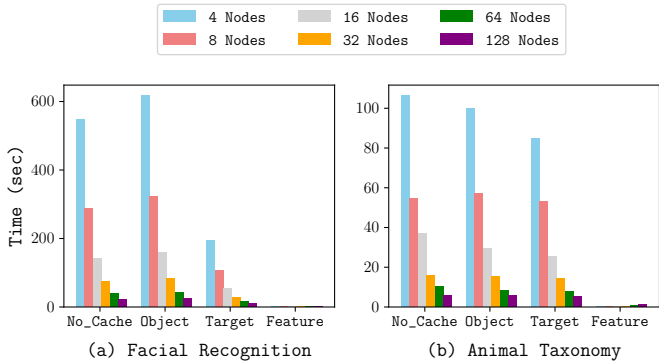 4 Nodes 16 Nodes 64 Nodes
8 Nodes 32 Nodes 128 Nodes
Time (sec)
600
400
200
0
No_Cache Object Target Feature
(a) Facial Recognition
100
80
60
40
20
0
No_Cache Object Target Feature
(b) Animal Taxonomy